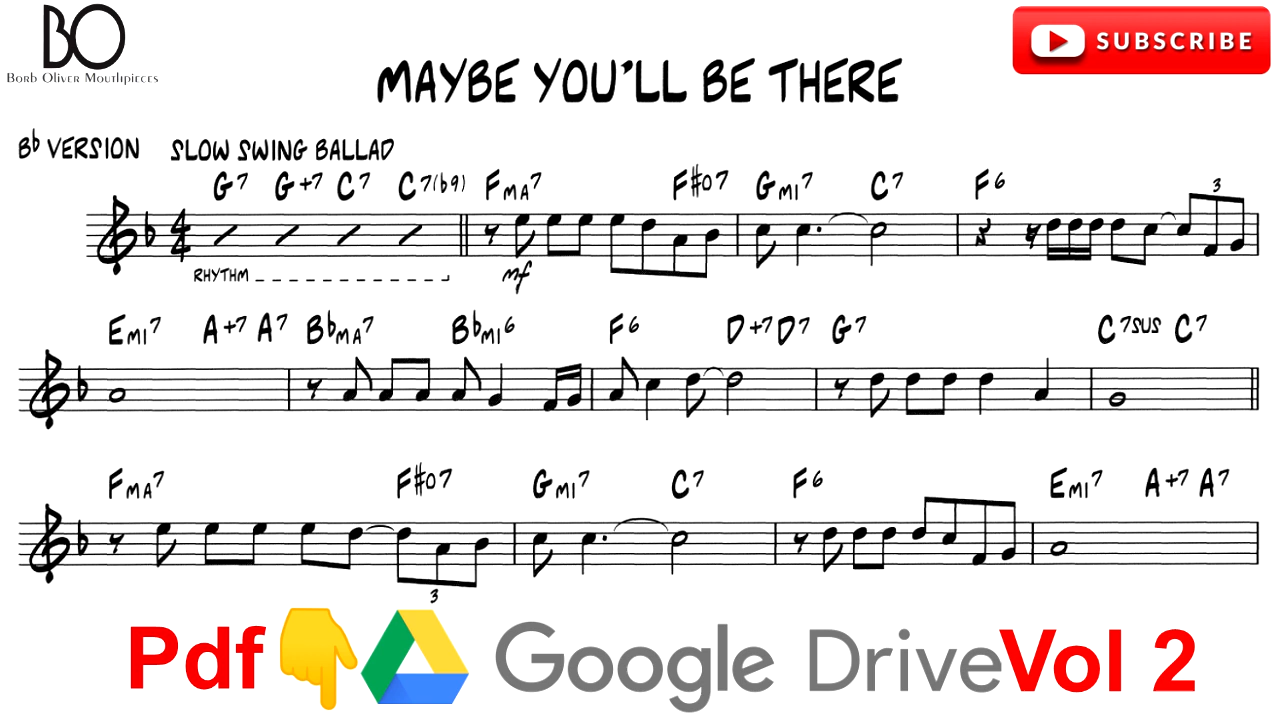 BO
Borb Oliver Mouthpieces
SUBSCRIBE
MAYBE YOU'LL BE THERE
B♭ VERSION SLOW SWING BALLAD
G7 G+7 C7 C7(♭9) FMA7 F#o7 GMI7 C7 F6
3
4
4
RHYTHM
mf
EMI7 A+7 A7 B♭MA7 B♭MI6 F6 D+7 D7 G7 C7SUS C7
FMA7 F#o7 GMI7 C7 F6 EMI7 A+7 A7
3
Pdf Google Drive Vol 2